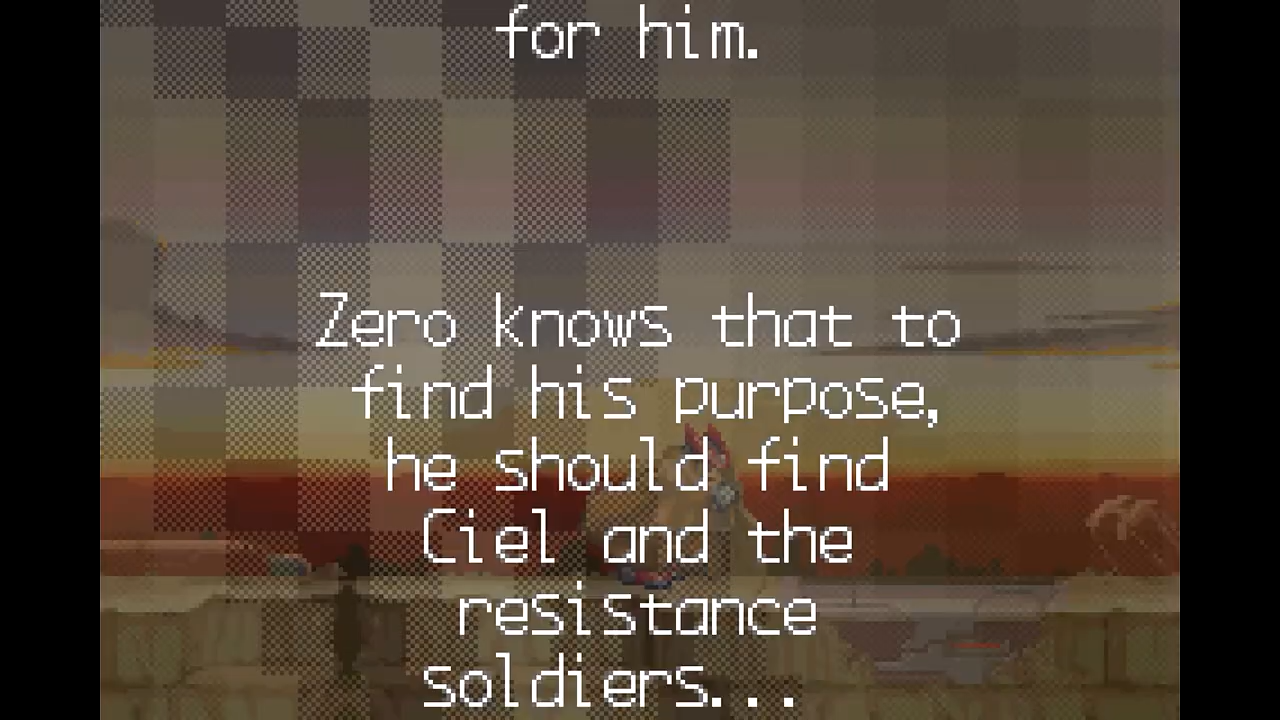 for him.
Zero knows that to
find his purpose,
he should find
Ciel and the
resistance
soldiers...